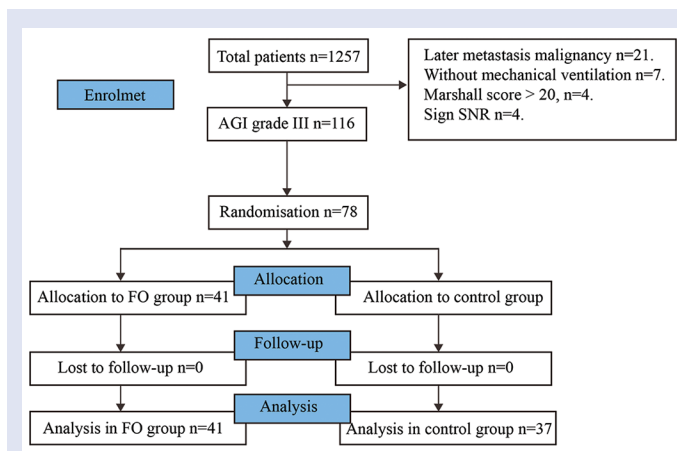 Total patients n=1257
Later metastasis malignancy n=21.
Without mechanical ventilation n=7.
Marshall score > 20, n=4.
Sign SNR n=4.
Enrolmet
AGI grade III n=116
Randomisation n=78
Allocation
Allocation to FO group n=41
Allocation to control group
Follow-up
Lost to follow-up n=0
Lost to follow-up n=0
Analysis
Analysis in FO group n=41
Analysis in control group n=37